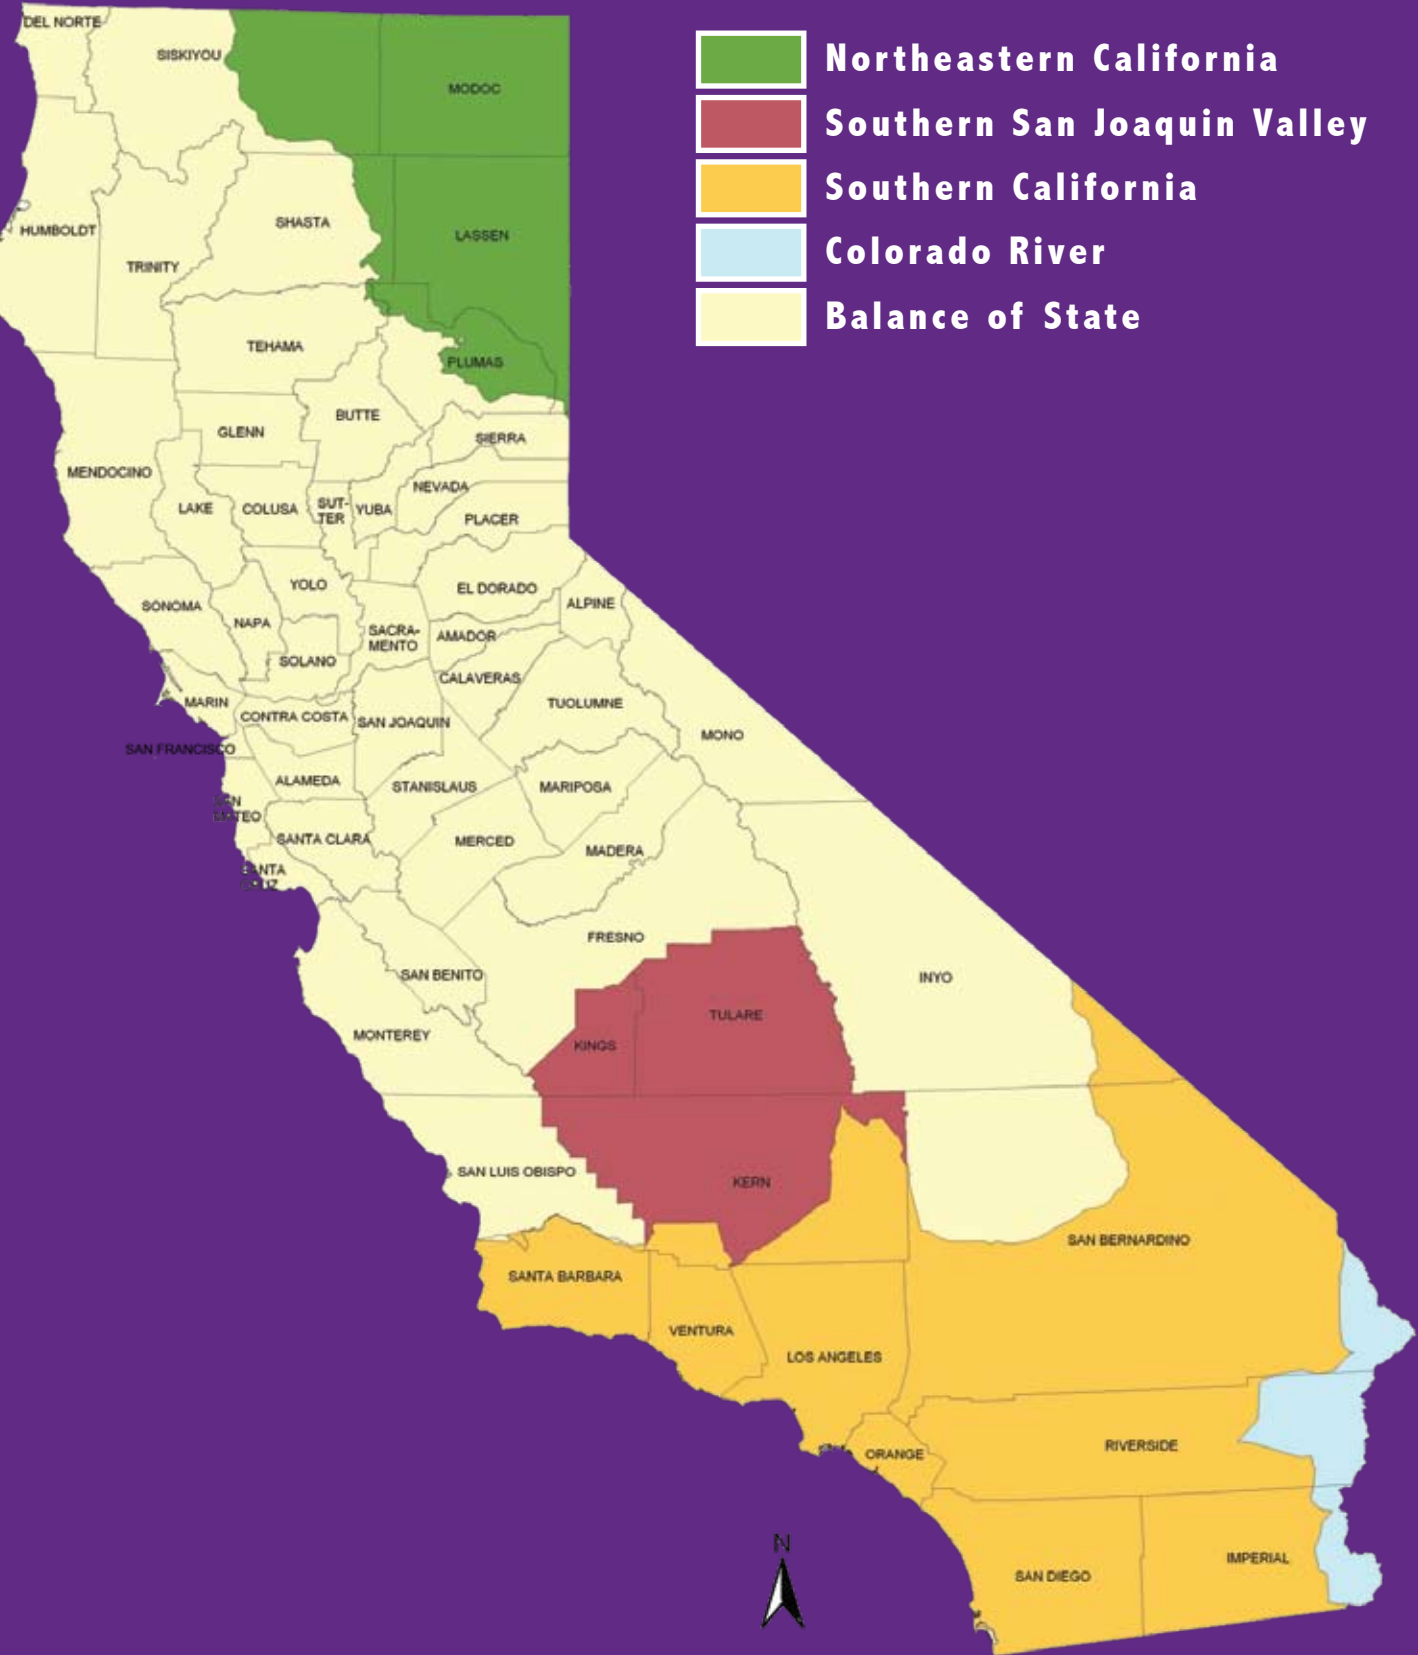 Northeastern California
Southern San Joaquin Valley
Southern California
Colorado River
Balance of State
DEL NORTE
SISKIYOU
MODOC
HUMBOLDT
TRINITY
SHASTA
LASSEN
TEHAMA
PLUMAS
GLENN
BUTTE
SIERRA
MENDOCINO
LAKE
COLUSA
SUT-
TER
YUBA
NEVADA
PLACER
SONOMA
NAPA
YOLO
EL DORADO
ALPINE
SOLANO
SACRA-
MENTO
AMADOR
CALAVERAS
TUOLUMNE
MARIN
CONTRA COSTA
SAN JOAQUIN
MONO
SAN FRANCISCO
ALAMEDA
STANISLAUS
MARIPOSA
SAN
MATEO
SANTA CLARA
MERCED
MADERA
SANTA
CRUZ
FRESNO
SAN BENITO
INYO
MONTEREY
KINGS
TULARE
SAN LUIS OBISPO
KERN
SAN BERNARDINO
SANTA BARBARA
VENTURA
LOS ANGELES
ORANGE
RIVERSIDE
SAN DIEGO
IMPERIAL
N